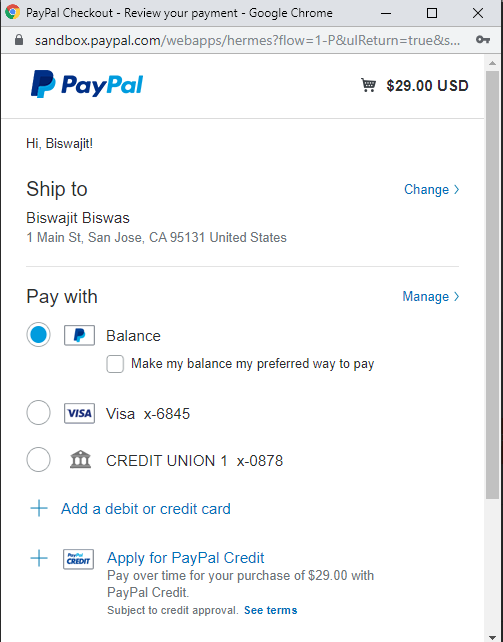 PayPal Checkout - Review your payment - Google Chrome
sandbox.paypal.com/webapps/hermes?flow=1-P&ulReturn=true&s...
PayPal
$29.00 USD
Hi, Biswajit!
Ship to
Change
Biswajit Biswas
1 Main St, San Jose, CA 95131 United States
Pay with
Manage
Balance
Make my balance my preferred way to pay
VISA
Visa x-6845
CREDIT UNION 1 x-0878
Add a debit or credit card
PayPal
CREDIT
Apply for PayPal Credit
Pay over time for your purchase of $29.00 with
PayPal Credit.
Subject to credit approval. See terms